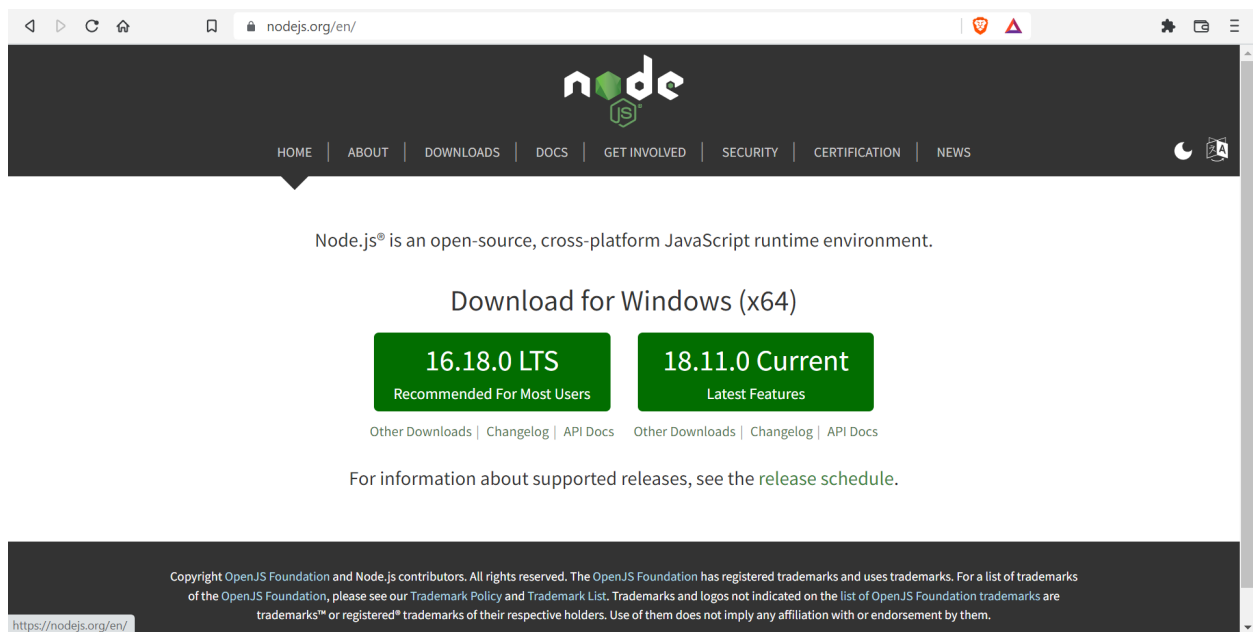 nodejs.org/en/
node
JS
HOME | ABOUT | DOWNLOADS | DOCS | GET INVOLVED | SECURITY | CERTIFICATION | NEWS
Node.js® is an open-source, cross-platform JavaScript runtime environment.
Download for Windows (x64)
16.18.0 LTS
Recommended For Most Users
18.11.0 Current
Latest Features
Other Downloads | Changelog | API Docs
Other Downloads | Changelog | API Docs
For information about supported releases, see the release schedule.
Copyright OpenJS Foundation and Node.js contributors. All rights reserved. The OpenJS Foundation has registered trademarks and uses trademarks. For a list of trademarks
of the OpenJS Foundation, please see our Trademark Policy and Trademark List. Trademarks and logos not indicated on the list of OpenJS Foundation trademarks are
trademarks™ or registered® trademarks of their respective holders. Use of them does not imply any affiliation with or endorsement by them.
https://nodejs.org/en/